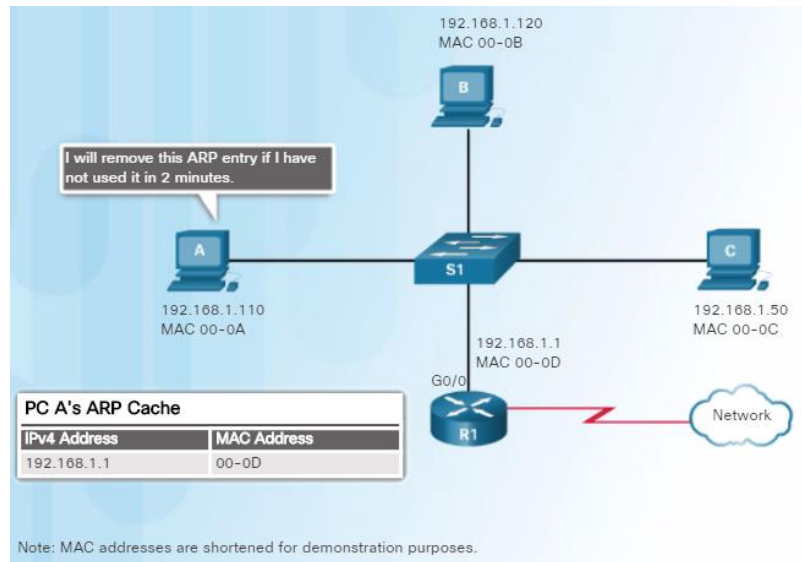 192.168.1.120
MAC 00-0B
B
I will remove this ARP entry if I have
not used it in 2 minutes.
A
S1
C
192.168.1.110
MAC 00-0A
192.168.1.50
MAC 00-0C
192.168.1.1
MAC 00-0D
G0/0
R1
Network
PC A's ARP Cache
IPv4 Address MAC Address
192.168.1.1 00-0D
Note: MAC addresses are shortened for demonstration purposes.